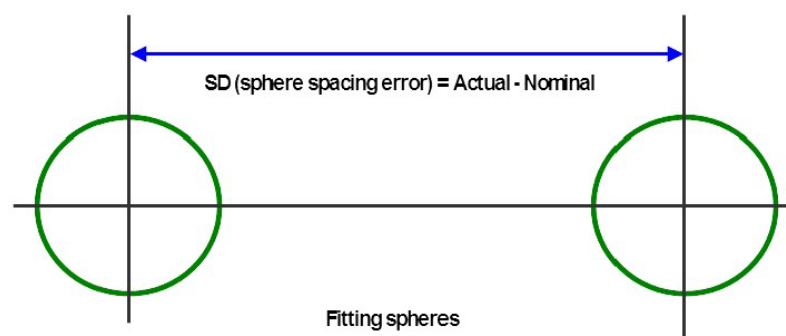 SD (sphere spacing error) = Actual - Nominal
Fitting spheres